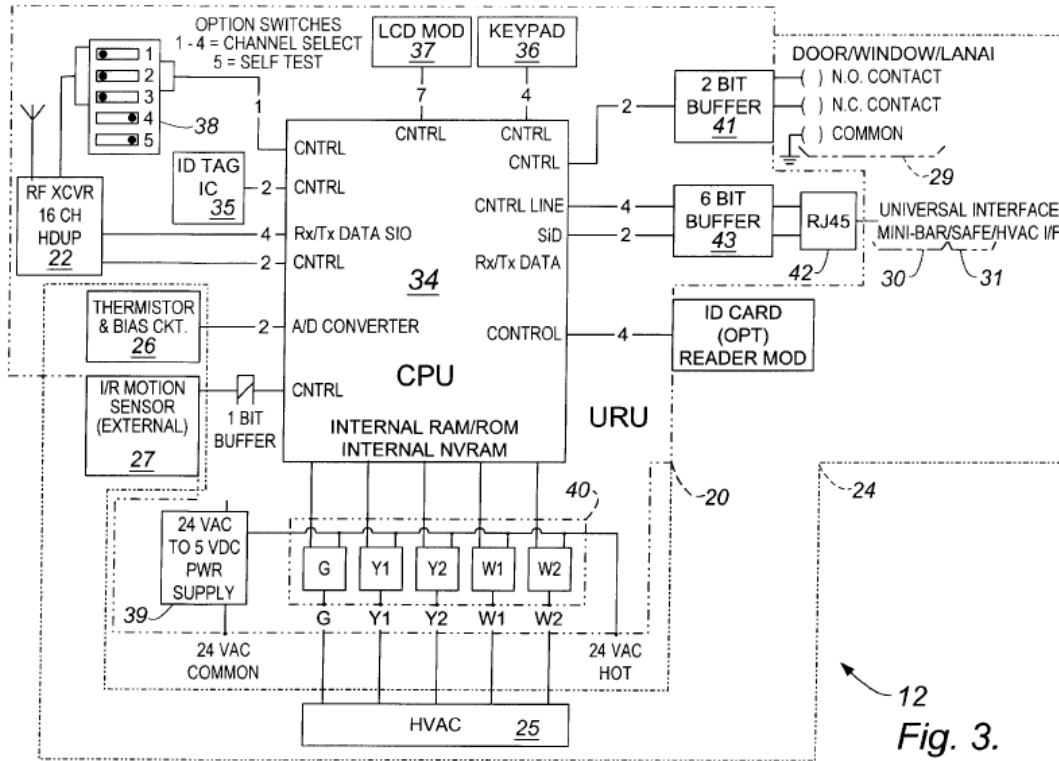 OPTION SWITCHES
1 - 4 = CHANNEL SELECT
5 = SELF TEST
1
2
3
4
5
38
1
LCD MOD
37
7
KEYPAD
36
4
DOOR/WINDOW/LANAI
2 BIT
BUFFER
41
2
N.O. CONTACT
N.C. CONTACT
COMMON
29
RF XCVR
16 CH
HDUP
22
ID TAG
IC
35
2
4
2
CNTRL
CNTRL
CNTRL
CNTRL
CNTRL
CNTRL LINE
SiD
Rx/Tx DATA SIO
CNTRL
Rx/Tx DATA
34
4
2
6 BIT
BUFFER
43
RJ45
42
UNIVERSAL INTERFACE
MINI-BAR/SAFE/HVAC I/F
30
31
THERMISTOR
& BIAS CKT.
26
2
A/D CONVERTER
CONTROL
4
ID CARD
(OPT)
READER MOD
CPU
I/R MOTION
SENSOR
(EXTERNAL)
27
1 BIT
BUFFER
CNTRL
INTERNAL RAM/ROM
INTERNAL NVRAM
URU
20
24
40
24 VAC
TO 5 VDC
PWR
SUPPLY
39
G
Y1
Y2
W1
W2
G
Y1
Y2
W1
W2
24 VAC
COMMON
24 VAC
HOT
HVAC
25
12
Fig. 3.